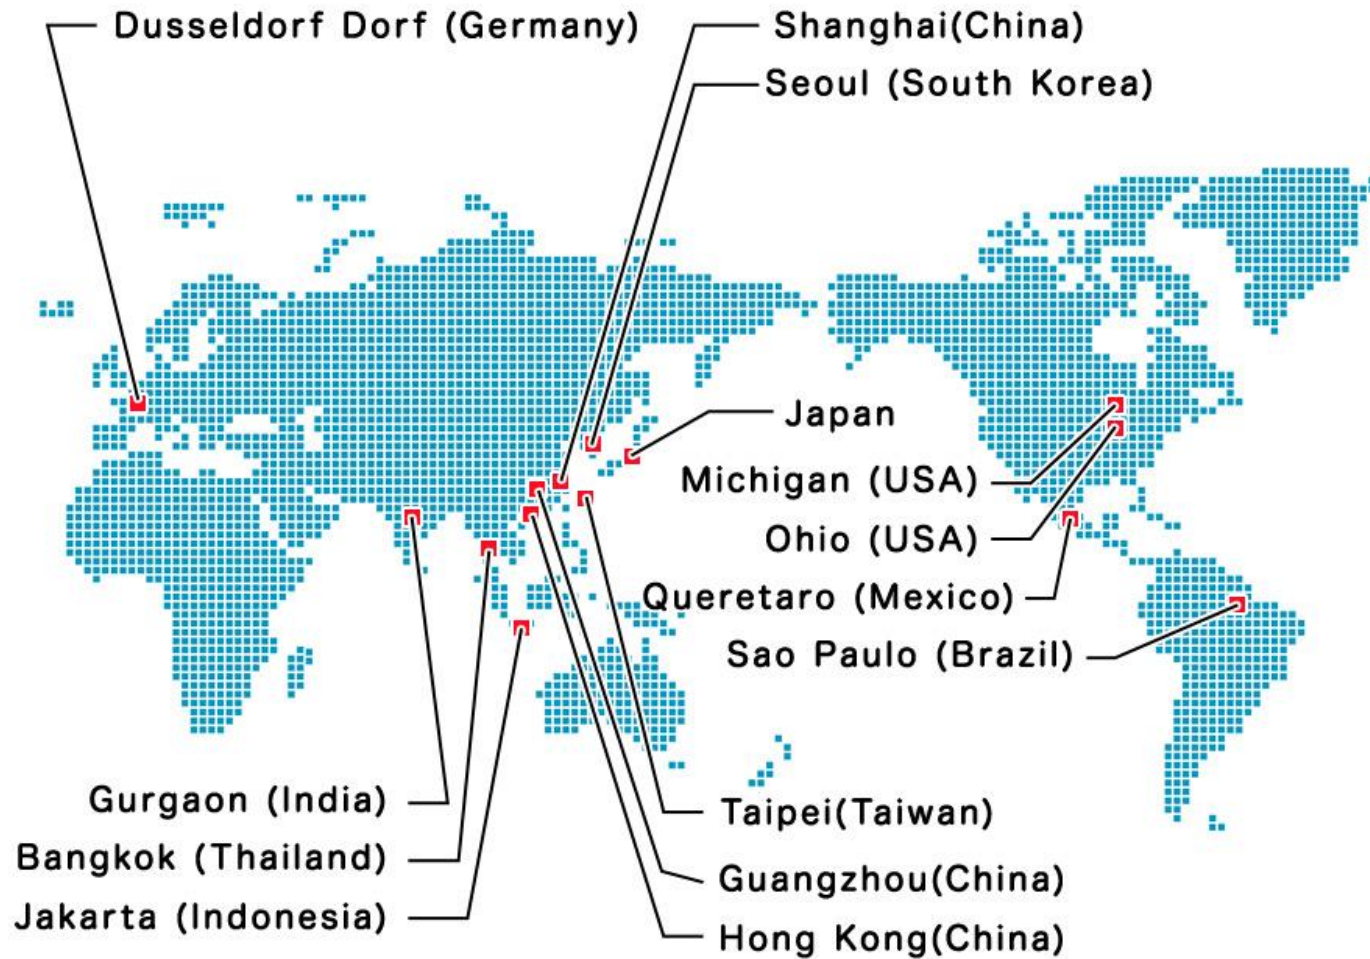 Dusseldorf Dorf (Germany)
Shanghai(China)
Seoul (South Korea)
Japan
Michigan (USA)
Ohio (USA)
Queretaro (Mexico)
Sao Paulo (Brazil)
Gurgaon (India)
Bangkok (Thailand)
Jakarta (Indonesia)
Taipei(Taiwan)
Guangzhou(China)
Hong Kong(China)